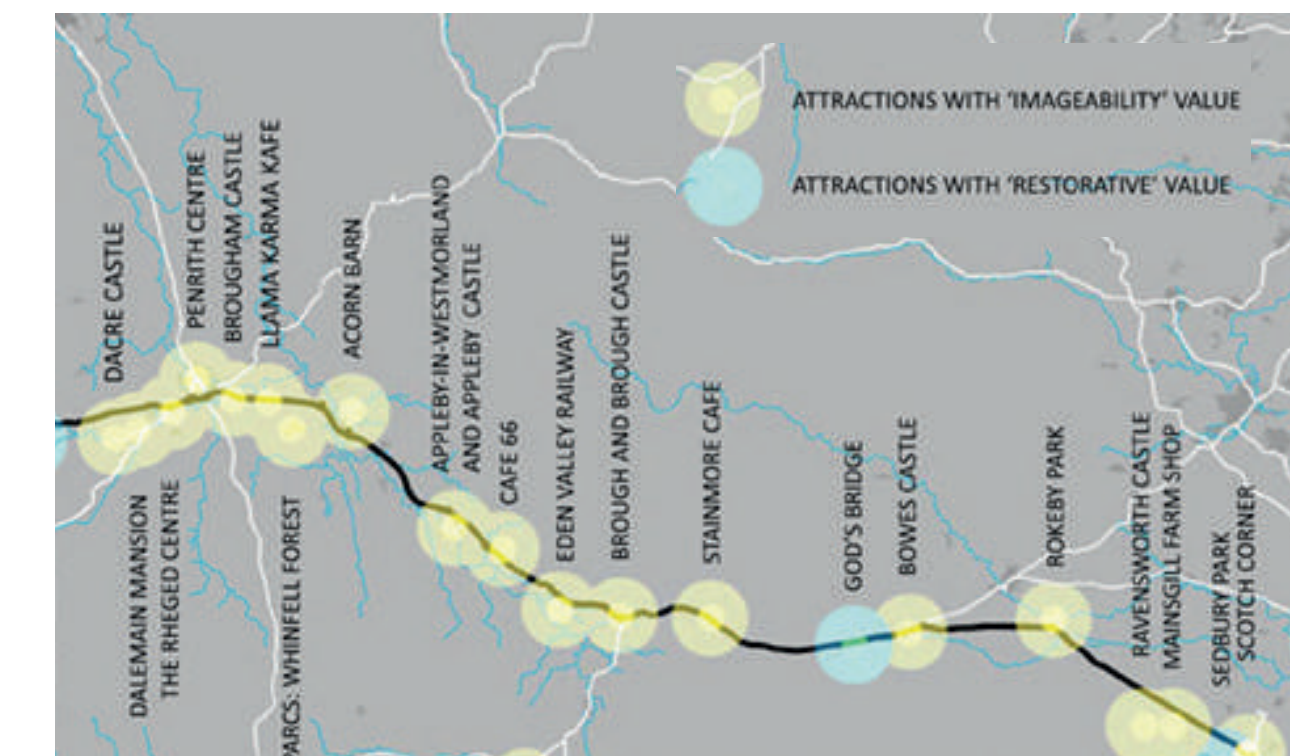 ATTRACTIONS WITH ‘IMAGEABILITY’ VALUE
ATTRACTIONS WITH ‘RESTORATIVE’ VALUE
DACRE CASTLE
PENRITH CENTRE
BROUGHAM CASTLE
LLAMA KARMA KAFE
ACORN BARN
APPLEBY-IN-WESTMORLAND
AND APPLEBY CASTLE
CAFE 66
EDEN VALLEY RAILWAY
BROUGH AND BROUGH CASTLE
STAINMORE CAFE
GOD'S BRIDGE
BOWES CASTLE
ROKEBY PARK
RAVENSWORTH CASTLE
MAINSGILL FARM SHOP
SEDBURY PARK
SCOTCH CORNER
DALEMAIN MANSION
THE RHEGED CENTRE
PARCS: WHINFELL FOREST